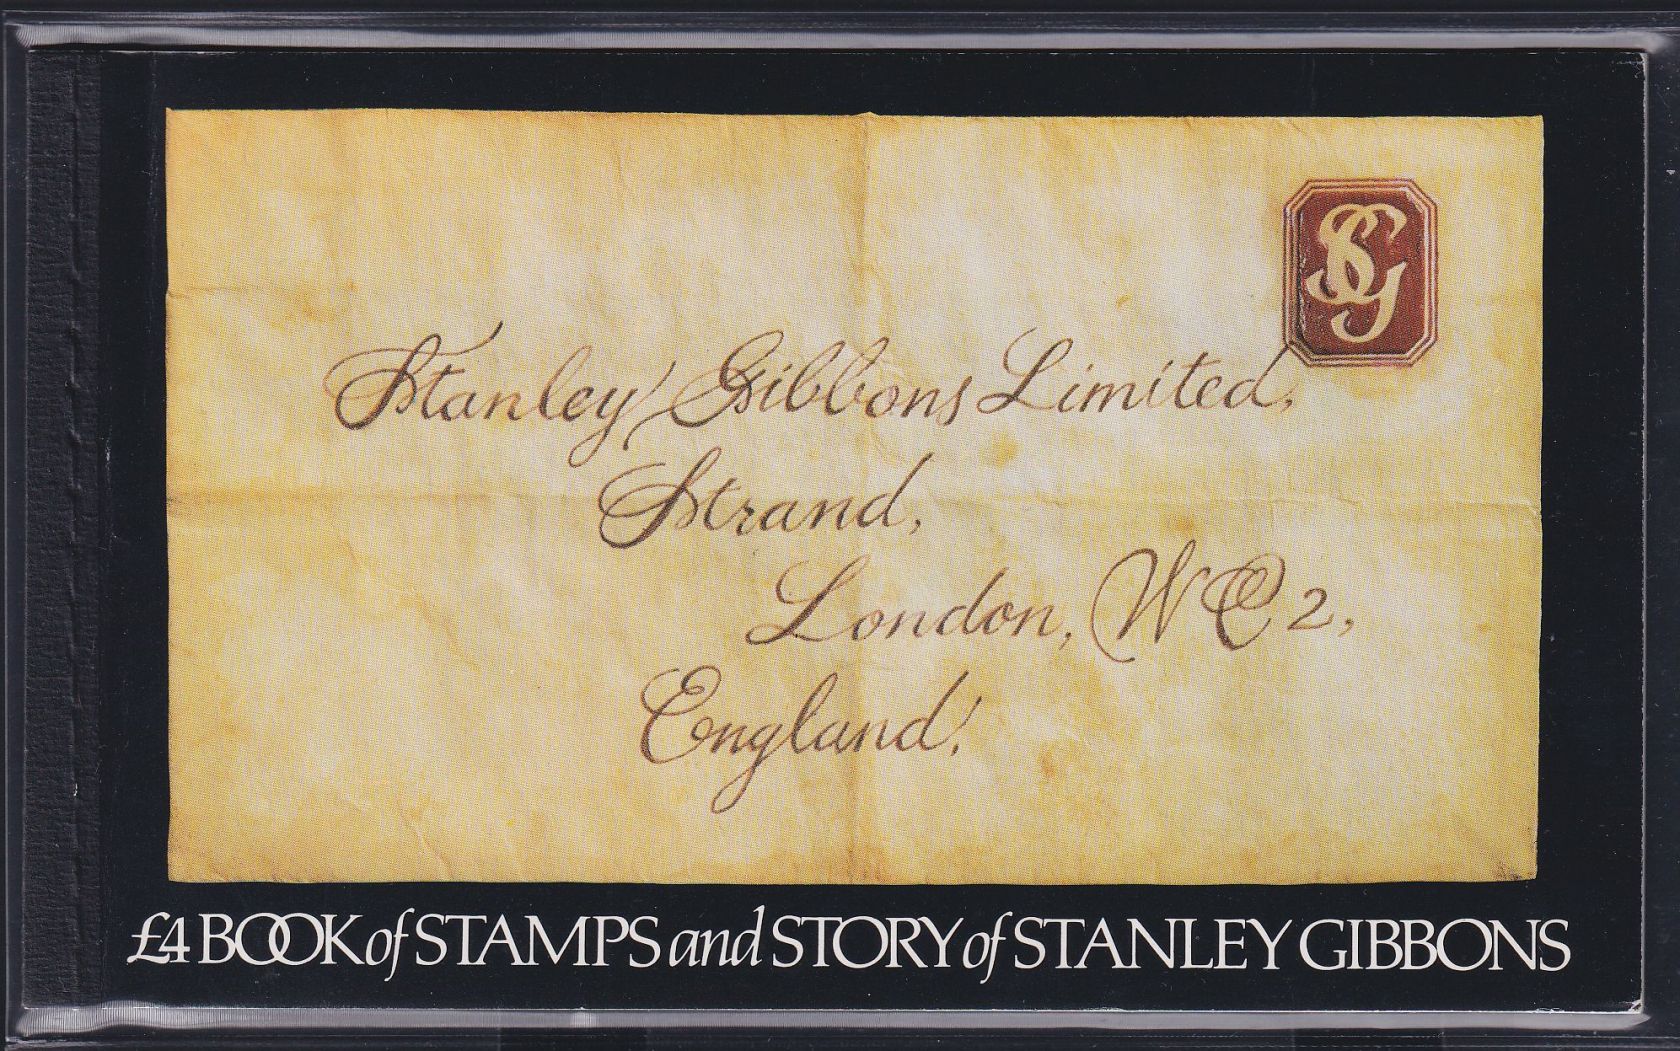 SG
Stanley Gibbons Limited,
Strand,
London, WC2,
England.
£4 BOOK of STAMPS and STORY of STANLEY GIBBONS